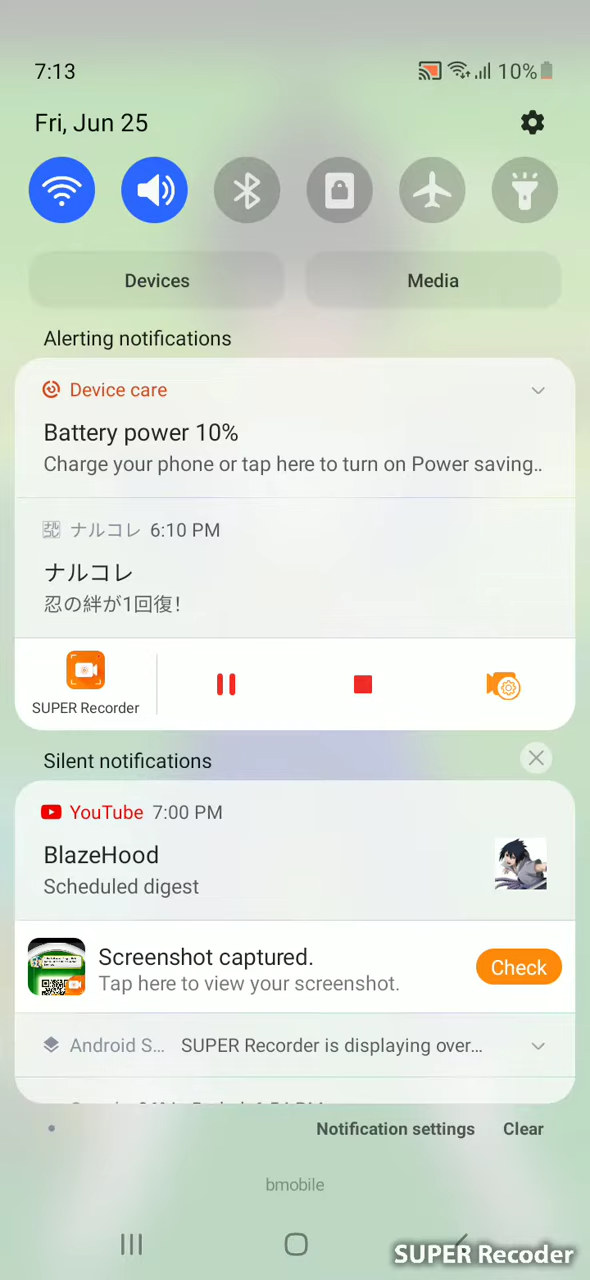 7:13
10%
Fri, Jun 25
Devices
Media
Alerting notifications
Device care
Battery power 10%
Charge your phone or tap here to turn on Power saving..
ナルコレ 6:10 PM
ナルコレ
忍の絆が1回復!
SUPER Recorder
Silent notifications
YouTube 7:00 PM
BlazeHood
Scheduled digest
Screenshot captured.
Tap here to view your screenshot.
Check
Android S... SUPER Recorder is displaying over...
Notification settings
Clear
bmobile
SUPER Recoder